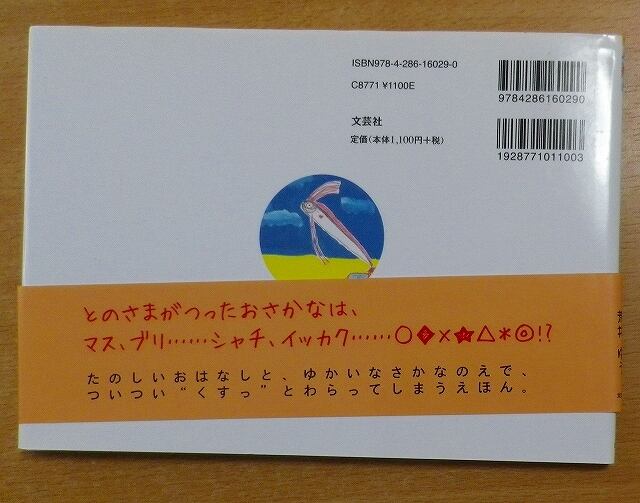 ISBN978-4-286-16029-0
C8771 ¥1100E
文芸社
定価(本体1,100円+税)
9784286160290
1928771011003
とのさまがつったおさかなは、
マス、ブリ……シャチ、イッカク……〇◆×★△*◎!?
たのしいおはなしと、ゆかいなさかなのえで、
ついつい“くすっ”とわらってしまうえほん。